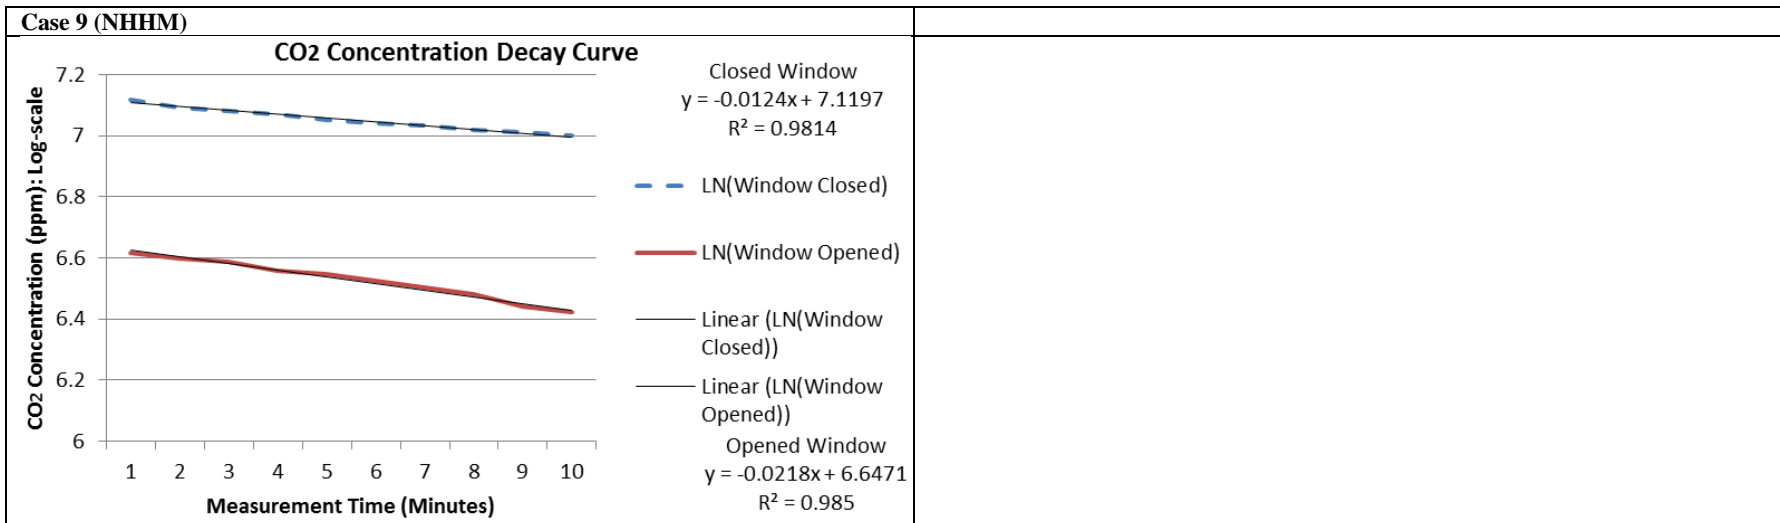 Case 9 (NHHM)
CO2 Concentration Decay Curve
CO2 Concentration (ppm): Log-scale
7.2
7
6.8
6.6
6.4
6.2
6
1 2 3 4 5 6 7 8 9 10
Measurement Time (Minutes)
Closed Window
y = -0.0124x + 7.1197
R² = 0.9814
LN(Window Closed)
LN(Window Opened)
Linear (LN(Window
Closed))
Linear (LN(Window
Opened))
Opened Window
y = -0.0218x + 6.6471
R² = 0.985